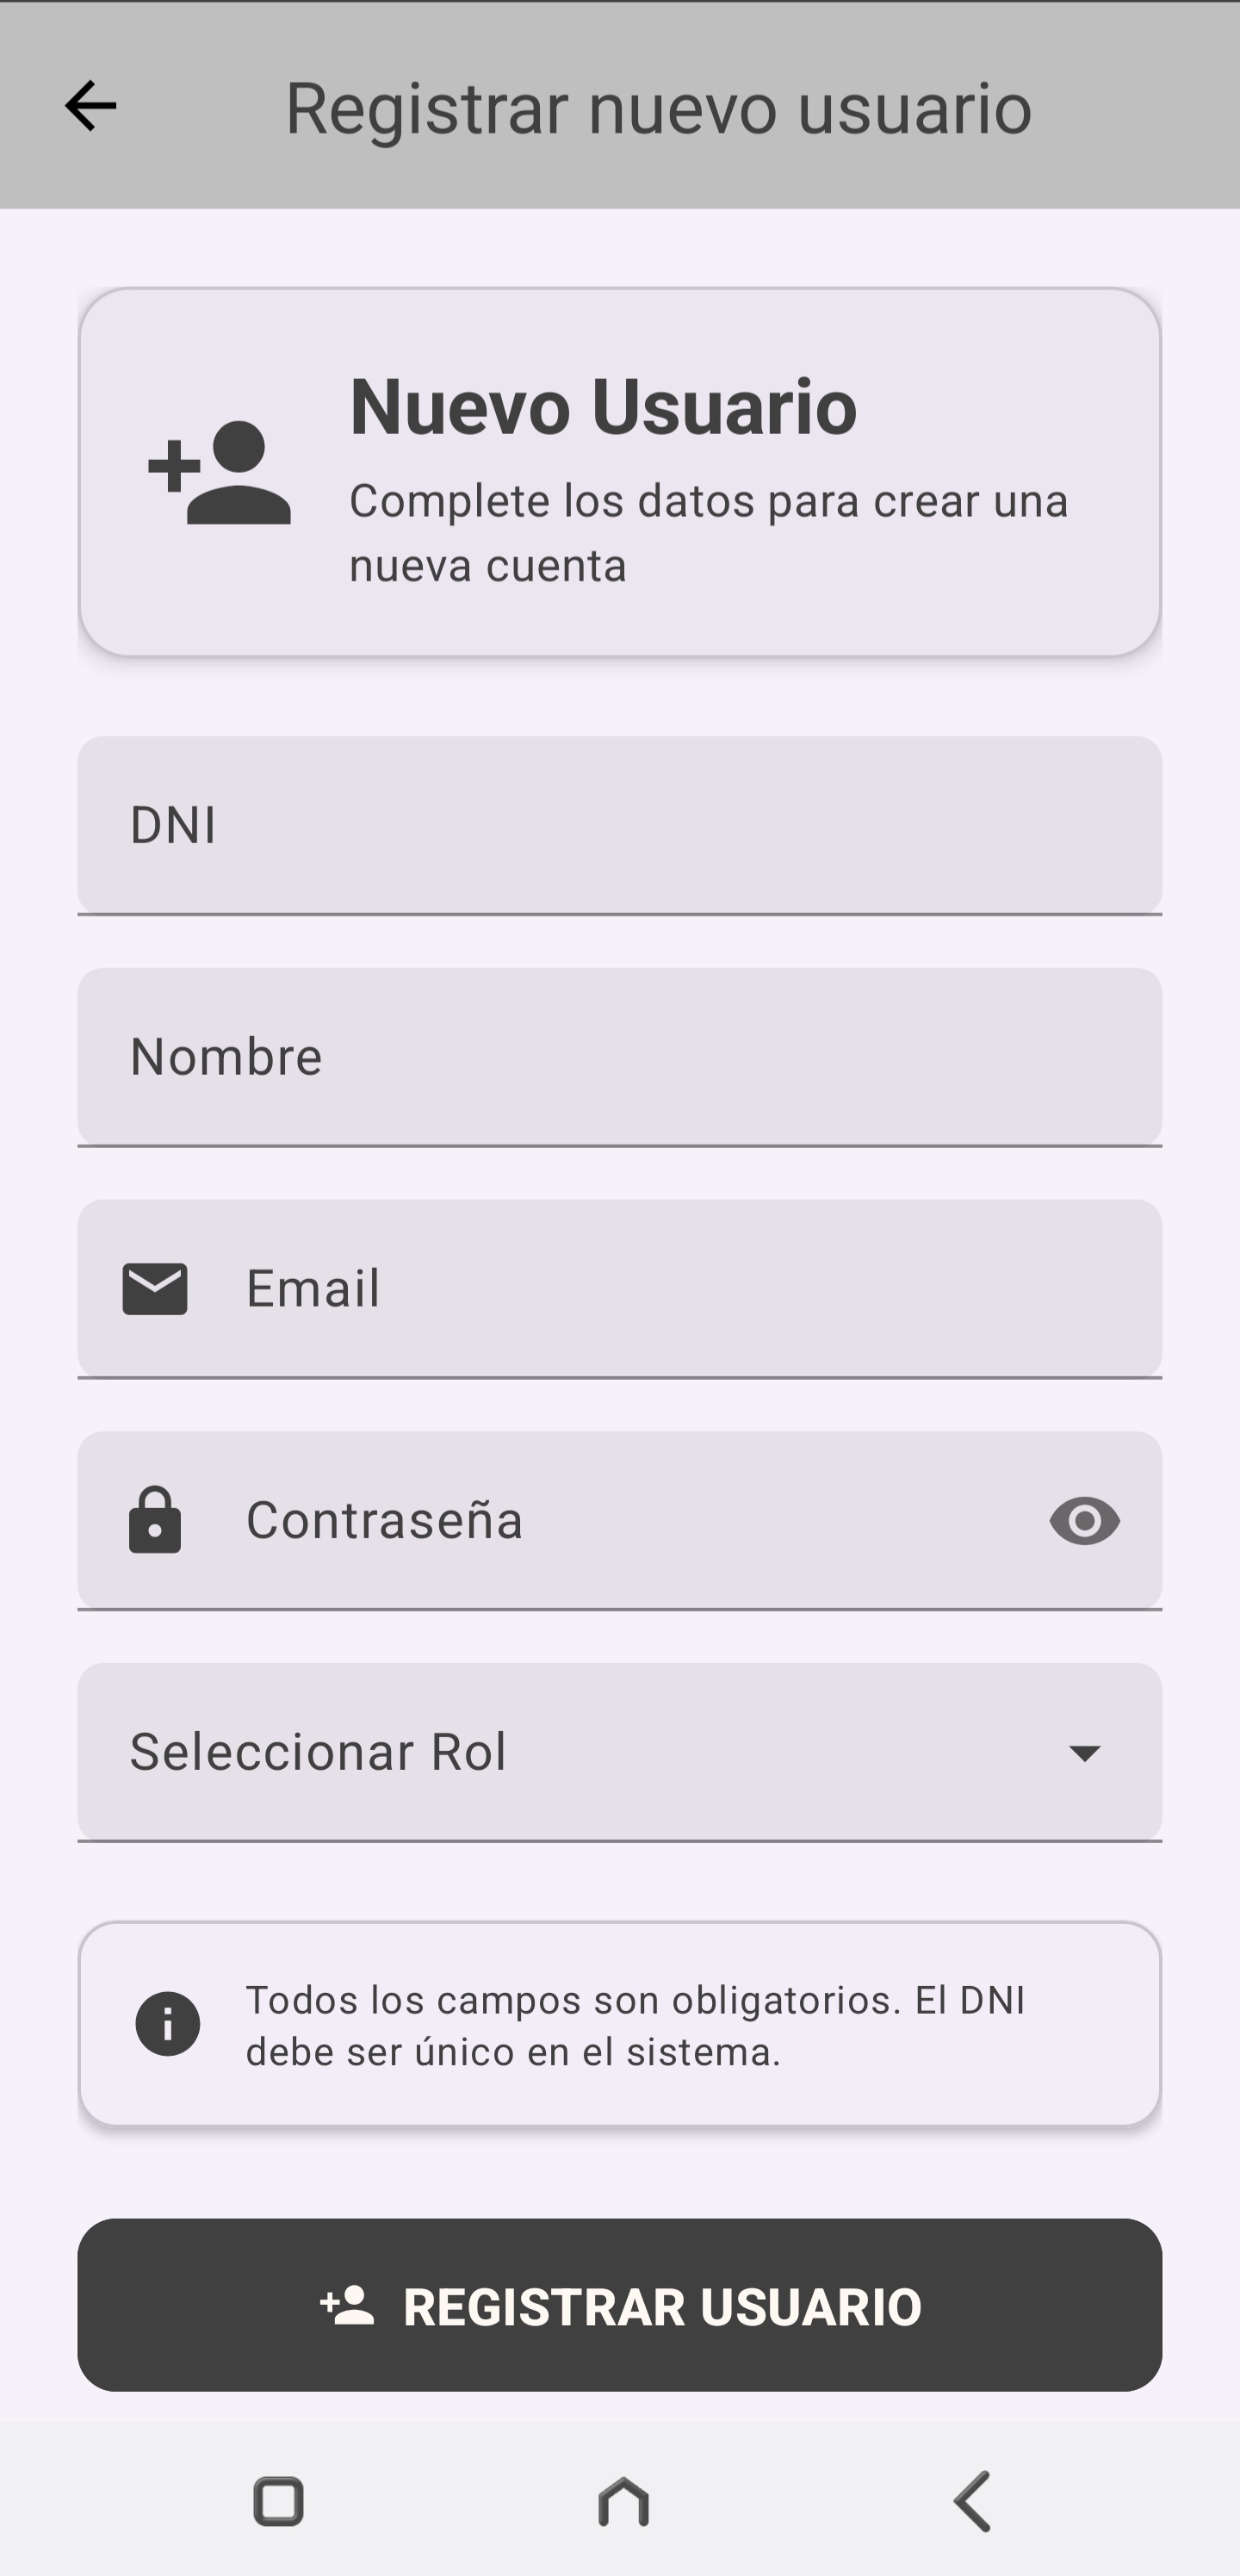 Registrar nuevo usuario
Nuevo Usuario
Complete los datos para crear una
nueva cuenta
DNI
Nombre
Email
Contraseña
Seleccionar Rol
Todos los campos son obligatorios. El DNI
debe ser único en el sistema.
REGISTRAR USUARIO